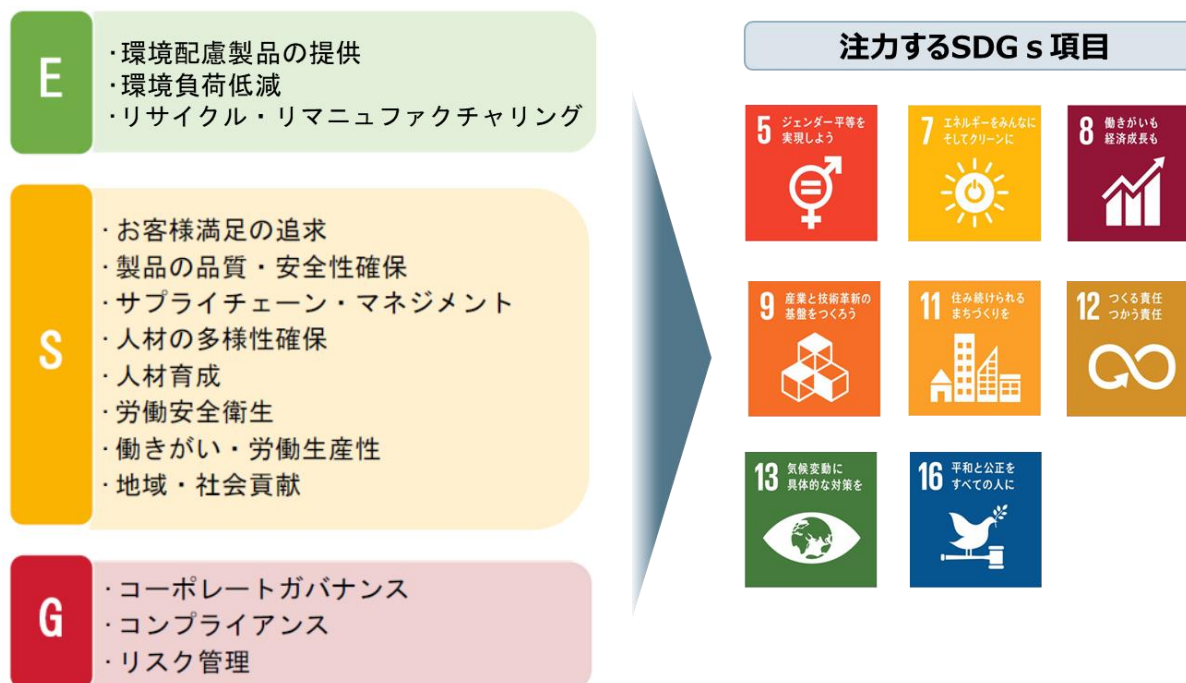 E
・環境配慮製品の提供
・環境負荷低減
・リサイクル・リマニュファクチャリング
S
・お客様満足の追求
・製品の品質・安全性確保
・サプライチェーン・マネジメント
・人材の多様性確保
・人材育成
・労働安全衛生
・働きがい・労働生産性
・地域・社会貢献
G
・コーポレートガバナンス
・コンプライアンス
・リスク管理
注力するSDGｓ項目
5 ジェンダー平等を
実現しよう
7 エネルギーをみんなに
そしてクリーンに
8 働きがいも
経済成長も
9 産業と技術革新の
基盤をつくろう
11 住み続けられる
まちづくりを
12 つくる責任
つかう責任
13 気候変動に
具体的な対策を
16 平和と公正を
すべての人に